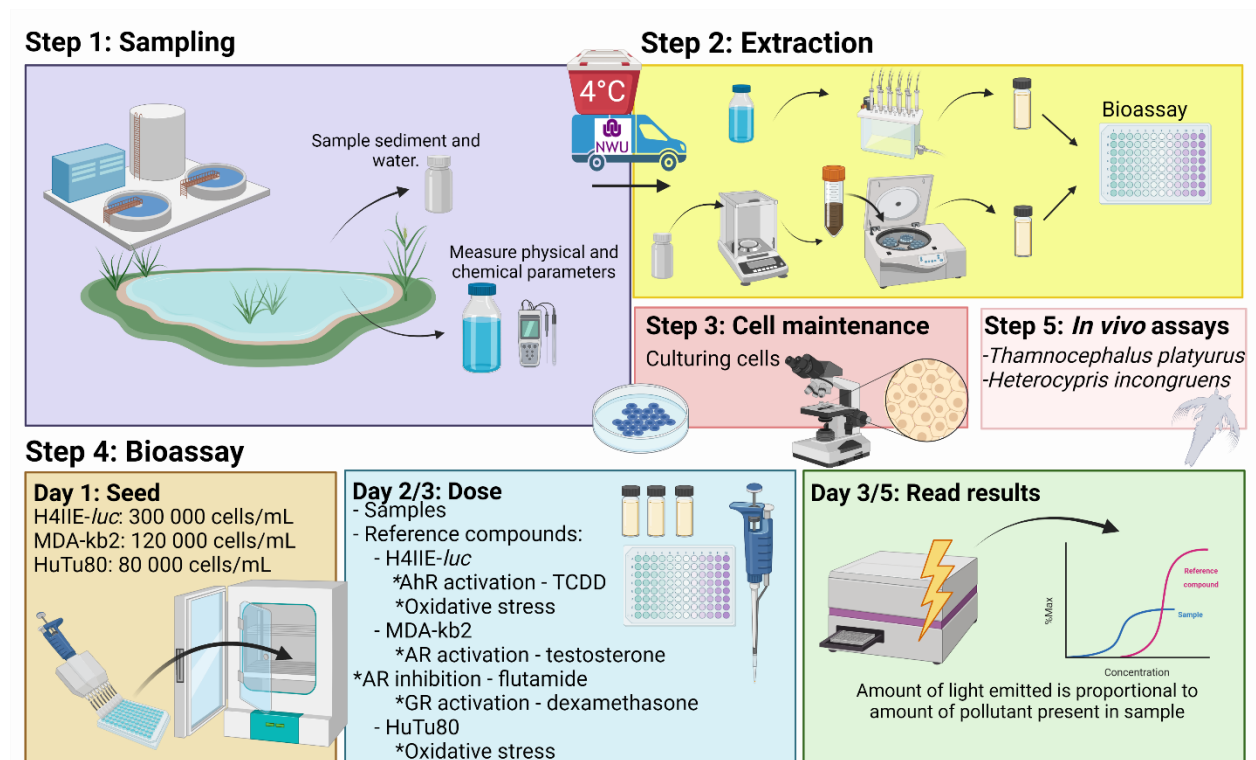 Step 1: Sampling
Sample sediment and
water.
Measure physical and
chemical parameters
4°C
NWU
Step 2: Extraction
Bioassay
Step 3: Cell maintenance
Culturing cells
Step 5: In vivo assays
-Thamnocephalus platyurus
-Heterocypris incongruens
Step 4: Bioassay
Day 1: Seed
H4IIE-luc: 300 000 cells/mL
MDA-kb2: 120 000 cells/mL
HuTu80: 80 000 cells/mL
Day 2/3: Dose
- Samples
- Reference compounds:
- H4IIE-luc
*AhR activation - TCDD
*Oxidative stress
- MDA-kb2
*AR activation - testosterone
*AR inhibition - flutamide
*GR activation - dexamethasone
- HuTu80
*Oxidative stress
Day 3/5: Read results
%Max
Reference
compound
Sample
Concentration
Amount of light emitted is proportional to
amount of pollutant present in sample